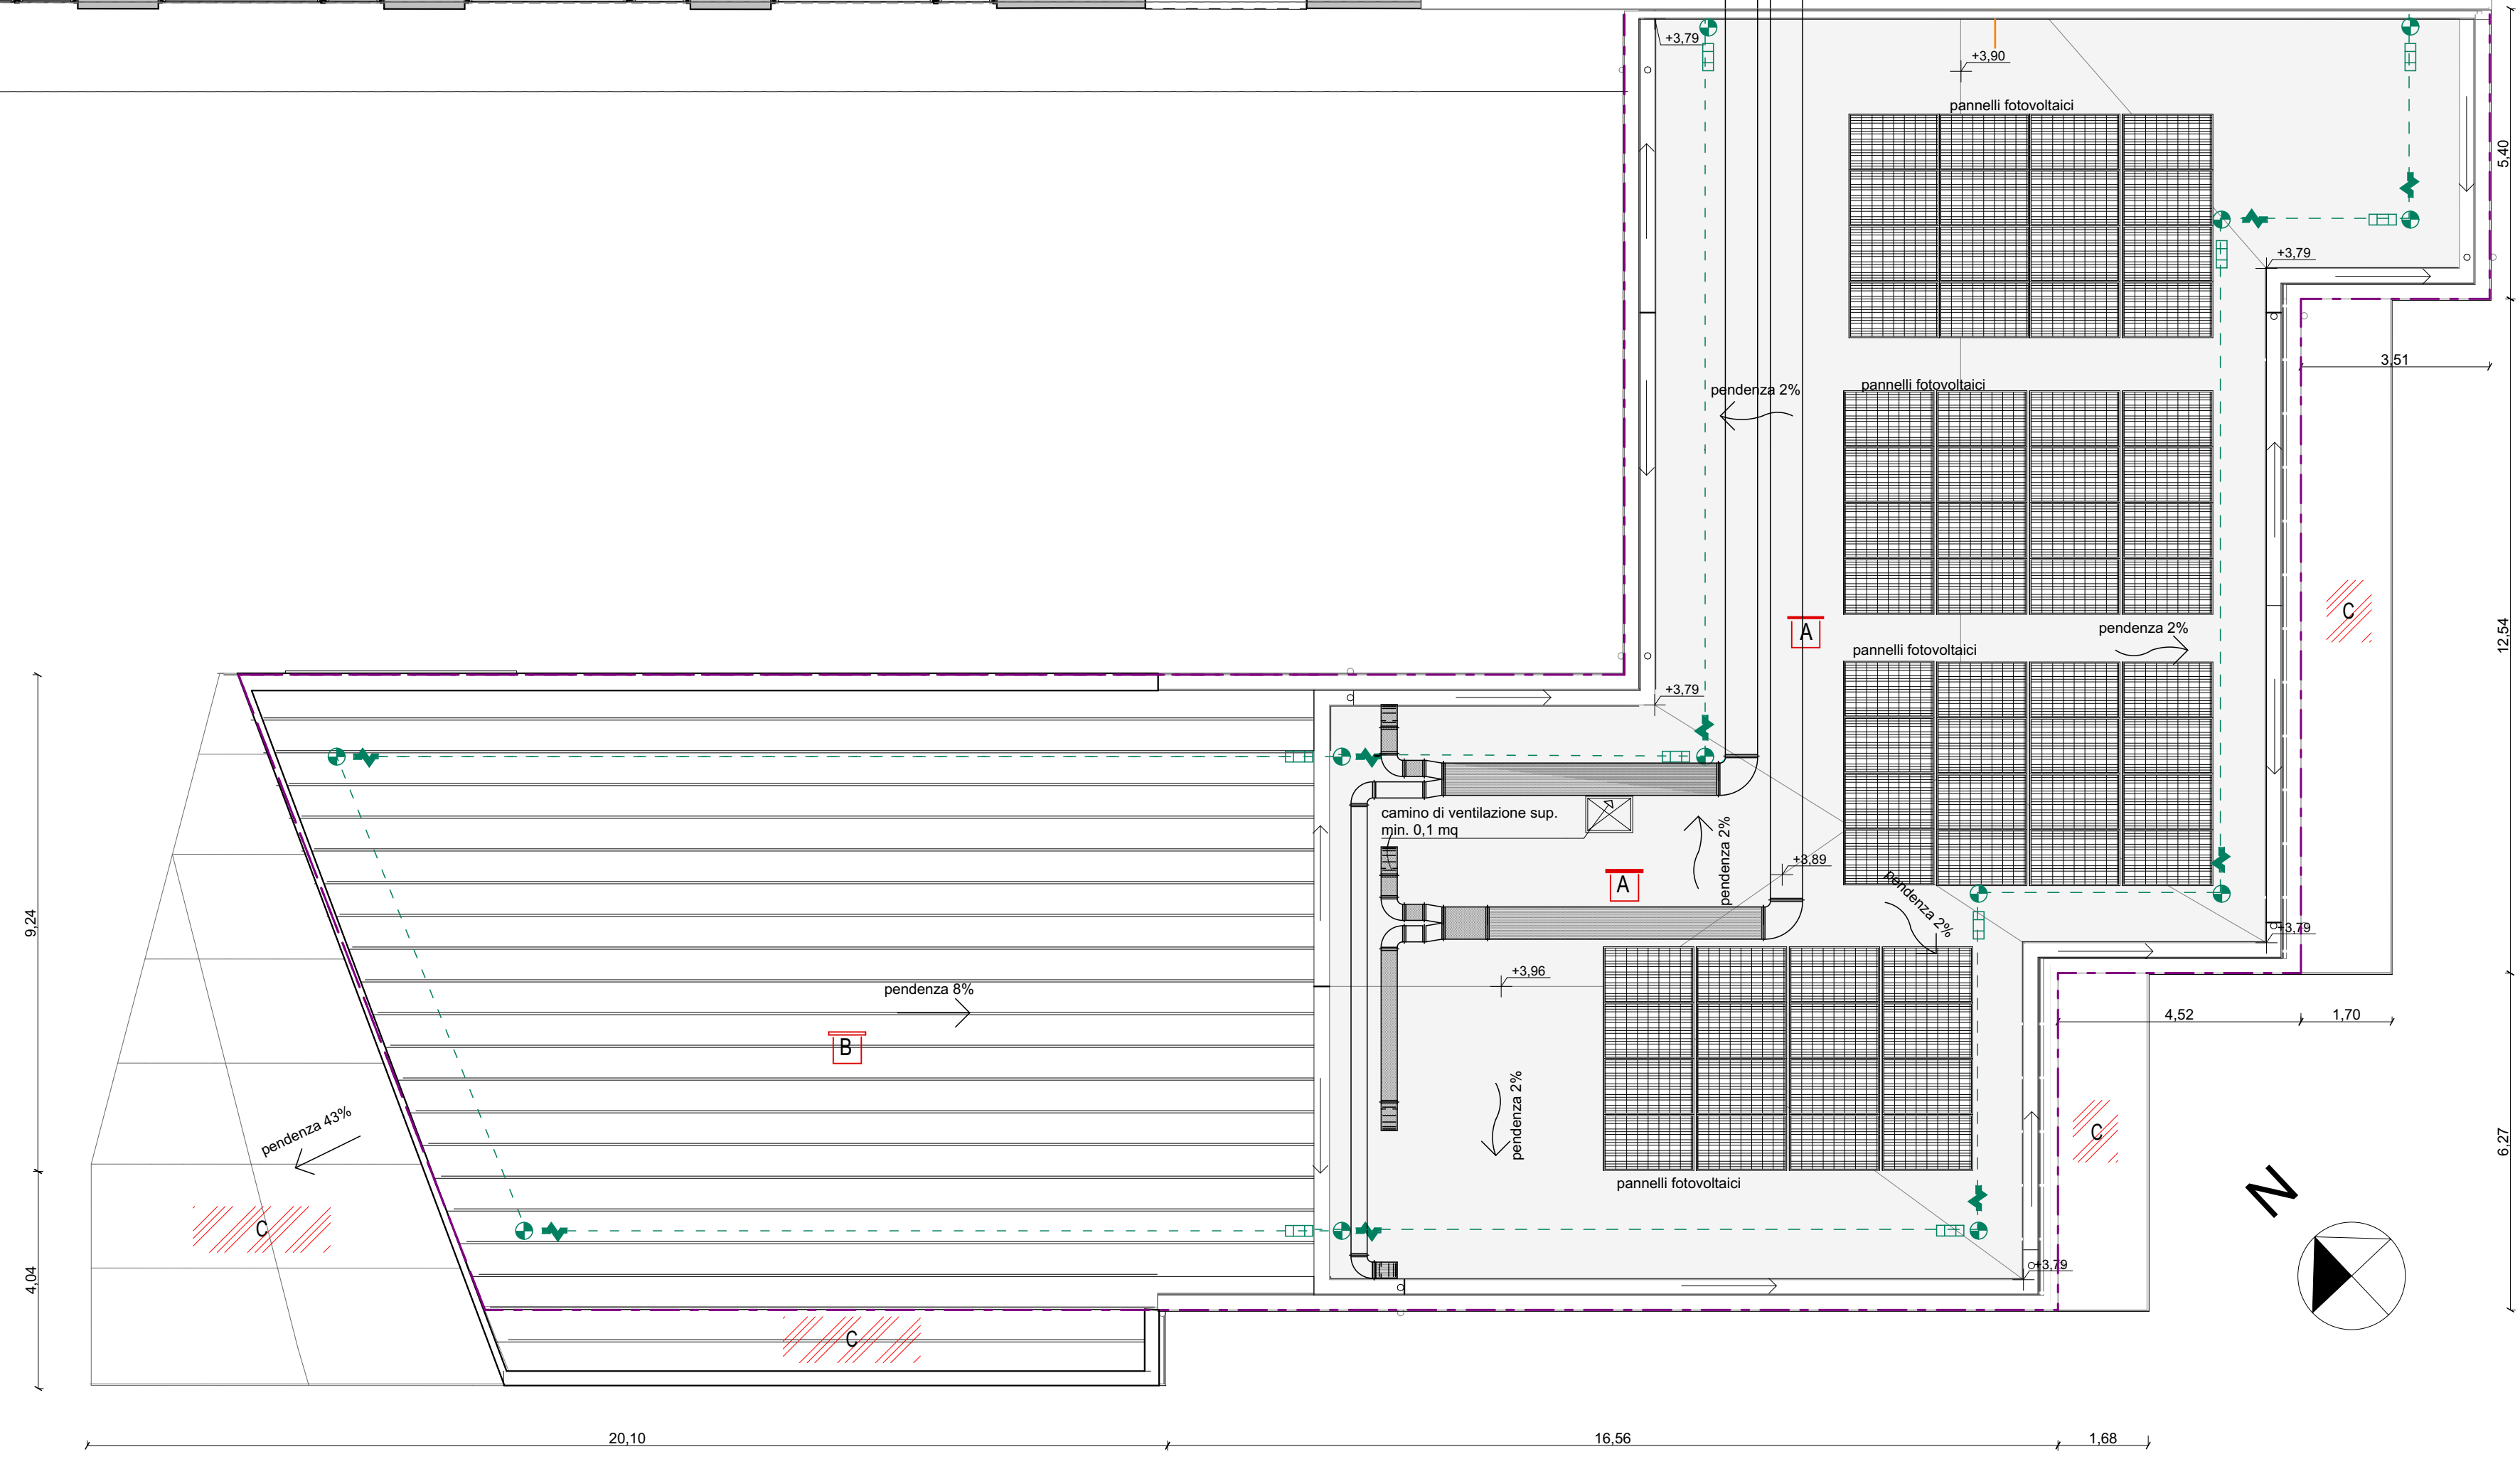 +3,79
+3,90
pannelli fotovoltaici
5,40
+3,79
3,51
pendenza 2%
pannelli fotovoltaici
C
A
pendenza 2%
12,54
pannelli fotovoltaici
+3,79
camino di ventilazione sup.
min. 0,1 mq
pendenza 2%
+3,89
A
pendenza 2%
9,24
+3,79
+3,96
pendenza 8%
4,52
1,70
B
pendenza 2%
pendenza 43%
C
6,27
pannelli fotovoltaici
N
C
+3,79
4,04
C
20,10
16,56
1,68